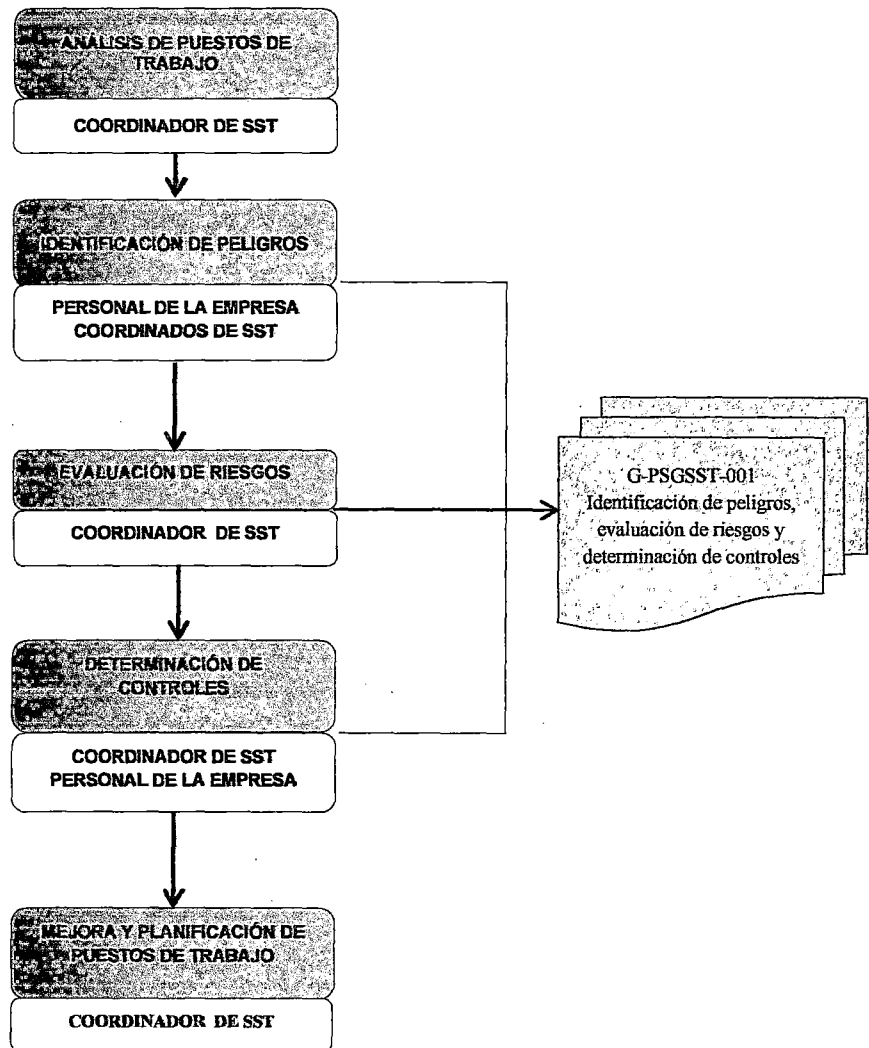 ANÁLISIS DE PUESTOS DE
TRABAJO
COORDINADOR DE SST
IDENTIFICACIÓN DE PELIGROS
PERSONAL DE LA EMPRESA
COORDINADOS DE SST
EVALUACIÓN DE RIESGOS
COORDINADOR DE SST
G-PSGSST-001
Identificación de peligros,
evaluación de riesgos y
determinación de controles
DETERMINACIÓN DE
CONTROLES
COORDINADOR DE SST
PERSONAL DE LA EMPRESA
MEJORA Y PLANIFICACIÓN DE
PUESTOS DE TRABAJO
COORDINADOR DE SST